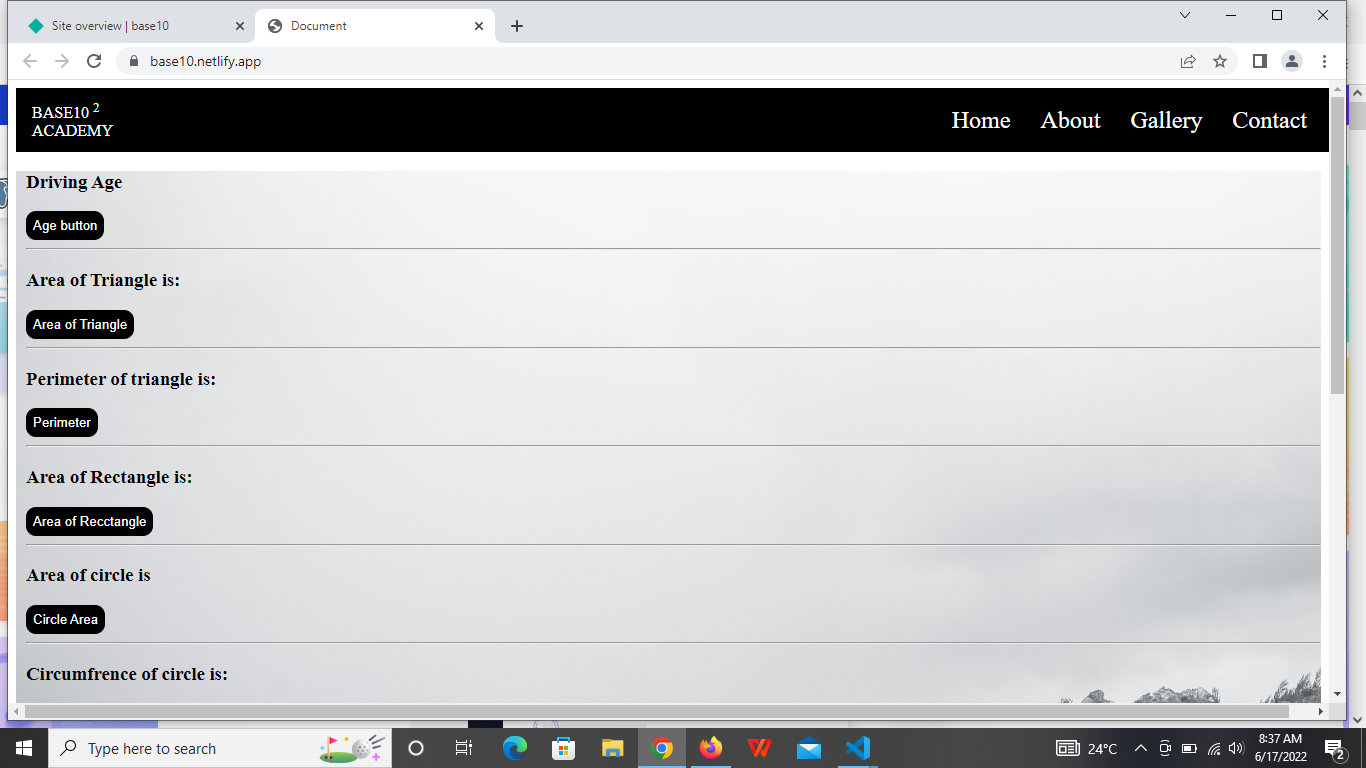 Site overview | base10
Document
base10.netlify.app
BASE10 2
ACADEMY
Home About Gallery Contact
Driving Age
Age button
Area of Triangle is:
Area of Triangle
Perimeter of triangle is:
Perimeter
Area of Rectangle is:
Area of Recctangle
Area of circle is
Circle Area
Circumfrence of circle is:
Type here to search
24°C
8:37 AM
6/17/2022
2